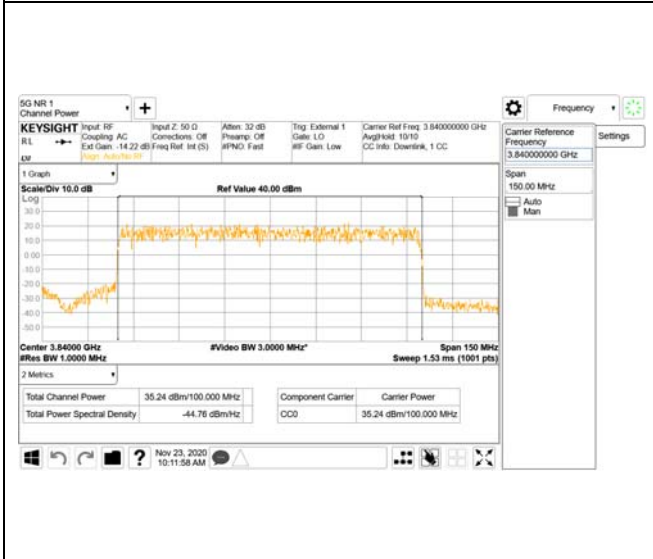 5G NR 1
Channel Power
Frequency
KEYSIGHT Input: RF Input Z: 50 Ω Atten: 32 dB Trig: External 1 Carrier Ref Freq: 3.840000000 GHz
RL Coupling: AC Corrections: Off Preamp: Off Gate: LO Avg|Hold: 10/10
Ext Gain: -14.22 dB Freq Ref: Int (S) #PNO: Fast #IF Gain: Low CC Info: Downlink, 1 CC
Align: Auto/No RF
Carrier Reference
Frequency
3.840000000 GHz
Settings
Span
150.00 MHz
Auto
Man
1 Graph
Scale/Div 10.0 dB Ref Value 40.00 dBm
Log
30.0
20.0
10.0
0.00
-10.0
-20.0
-30.0
-40.0
-50.0
Center 3.84000 GHz #Video BW 3.0000 MHz* Span 150 MHz
#Res BW 1.0000 MHz Sweep 1.53 ms (1001 pts)
2 Metrics
Total Channel Power 35.24 dBm/100.000 MHz Component Carrier Carrier Power
Total Power Spectral Density -44.76 dBm/Hz CC0 35.24 dBm/100.000 MHz
Nov 23, 2020
10:11:58 AM